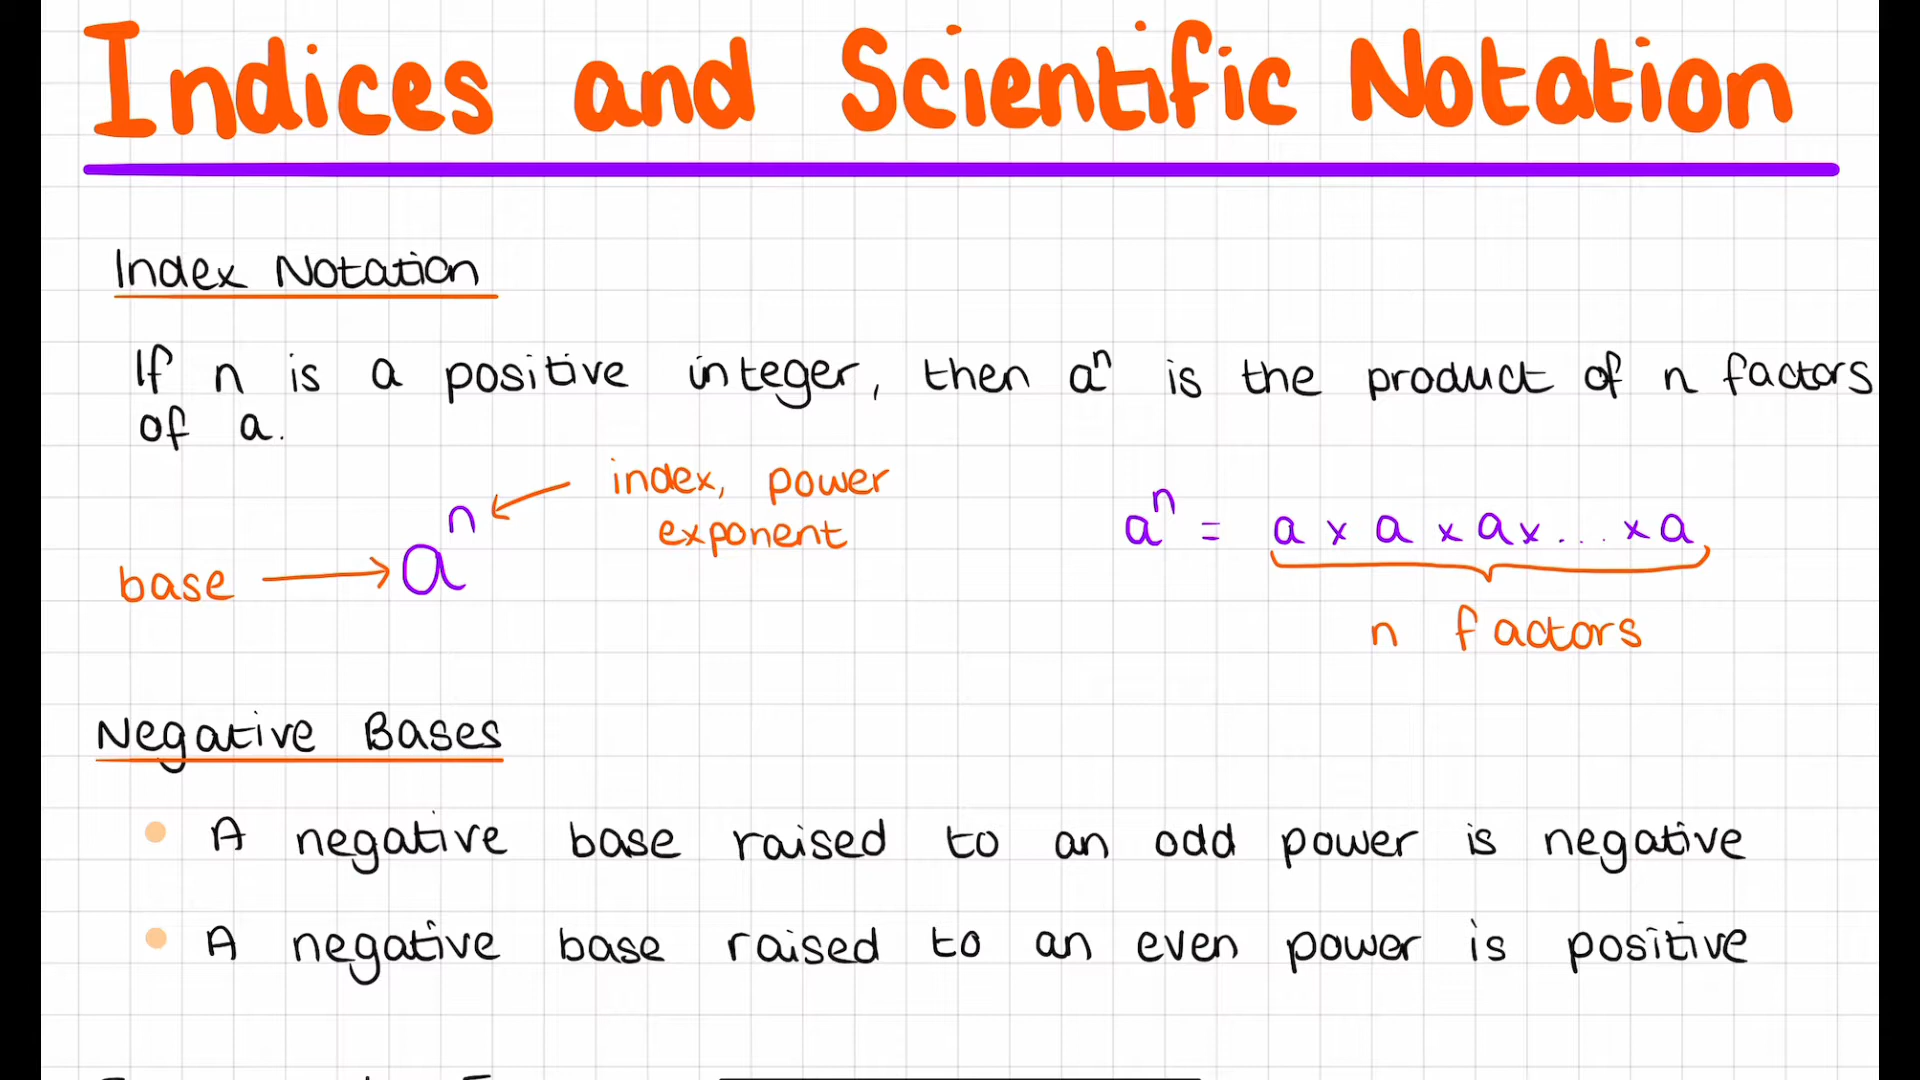 Indices and Scientific Notation
Index Notation
If n is a positive integer, then aⁿ is the product of n factors
of a.
index, power
exponent
base → aⁿ
aⁿ = a × a × a × ... × a
n factors
Negative Bases
• A negative base raised to an odd power is negative
• A negative base raised to an even power is positive